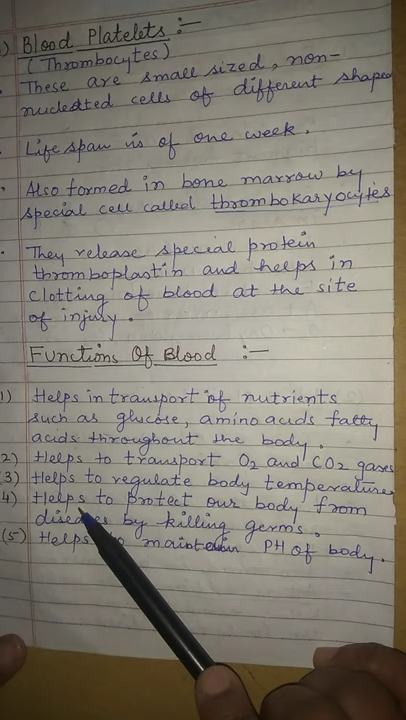 ) Blood Platelets :-
(Thrombocytes)
. These are small sized, non-
nucleated cells of different shaped
. Life span is of one week.
. Also formed in bone marrow by
special cell called thrombokaryocytes
. They release special protein
thromboplastin and helps in
clotting of blood at the site
of injury.
Functions Of Blood :-
1) Helps in transport of nutrients
such as glucose, amino acids fatty
acids throughout the body.
2) Helps to transport O2 and CO2 gases
(3) Helps to regulate body temperature
4) Helps to protect our body from
diseases by killing germs.
(5) Helps to maintain PH of body.